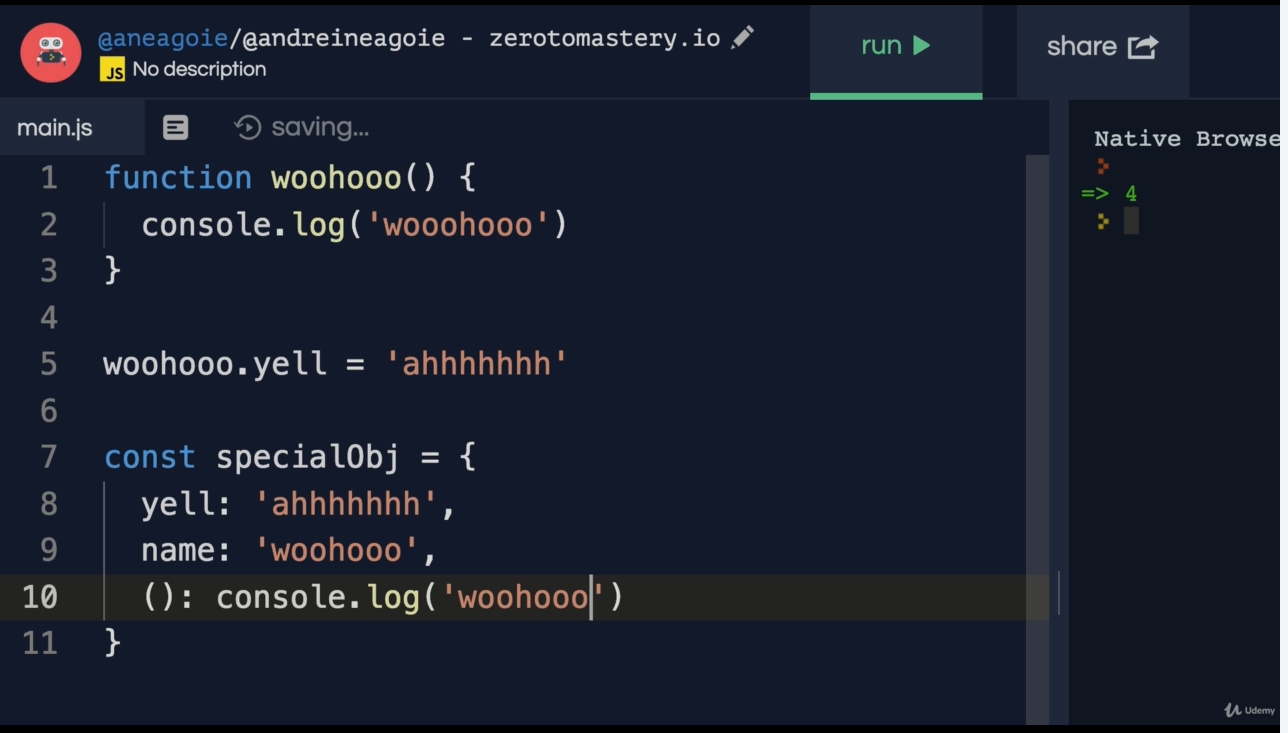 @aneagoie/@andreineagoie - zerotomastery.io
JS No description
run
share
main.js
saving...
Native Browse
=> 4
1 function woohooo() {
2 console.log('wooohooo')
3 }
4
5 woohooo.yell = 'ahhhhhhh'
6
7 const specialObj = {
8 yell: 'ahhhhhhh',
9 name: 'woohooo',
10 (): console.log('woohooo')
11 }
Udemy